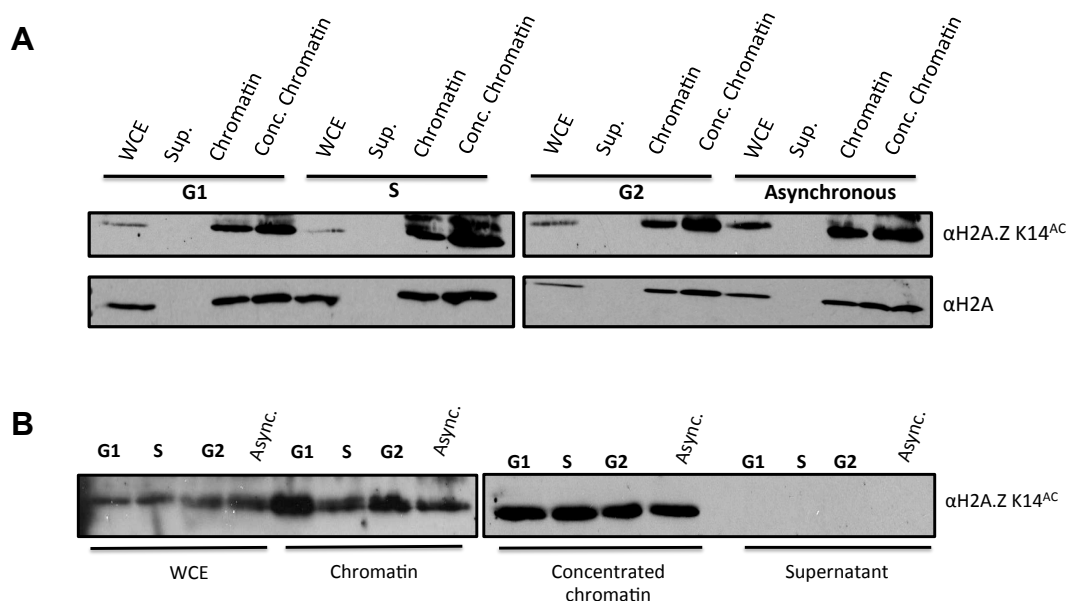 A
WCE Sup. Chromatin Conc. Chromatin WCE Sup. Chromatin Conc. Chromatin WCE Sup. Chromatin Conc. Chromatin WCE Sup. Chromatin Conc. Chromatin
G1 S G2 Asynchronous
αH2A.Z K14ᴬᶜ
αH2A
B
G1 S G2 Async. G1 S G2 Async. G1 S G2 Async. G1 S G2 Async.
αH2A.Z K14ᴬᶜ
WCE Chromatin Concentrated Supernatant
chromatin